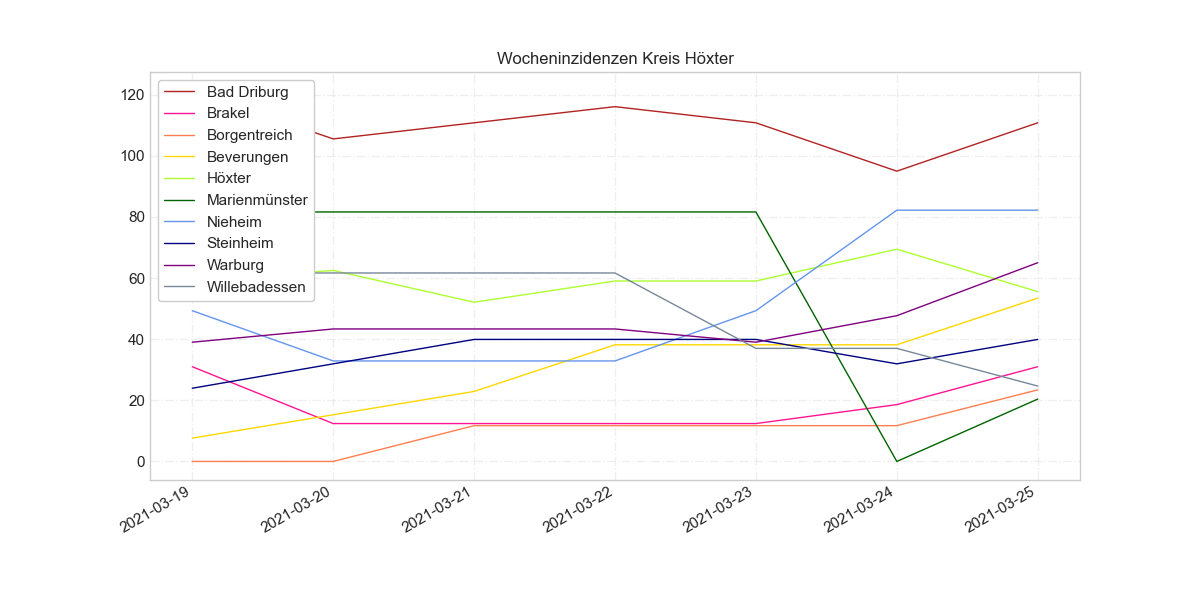 Wocheninzidenzen Kreis Höxter
120
100
80
60
40
20
0
Bad Driburg
Brakel
Borgentreich
Beverungen
Höxter
Marienmünster
Nieheim
Steinheim
Warburg
Willebadessen
2021-03-19
2021-03-20
2021-03-21
2021-03-22
2021-03-23
2021-03-24
2021-03-25